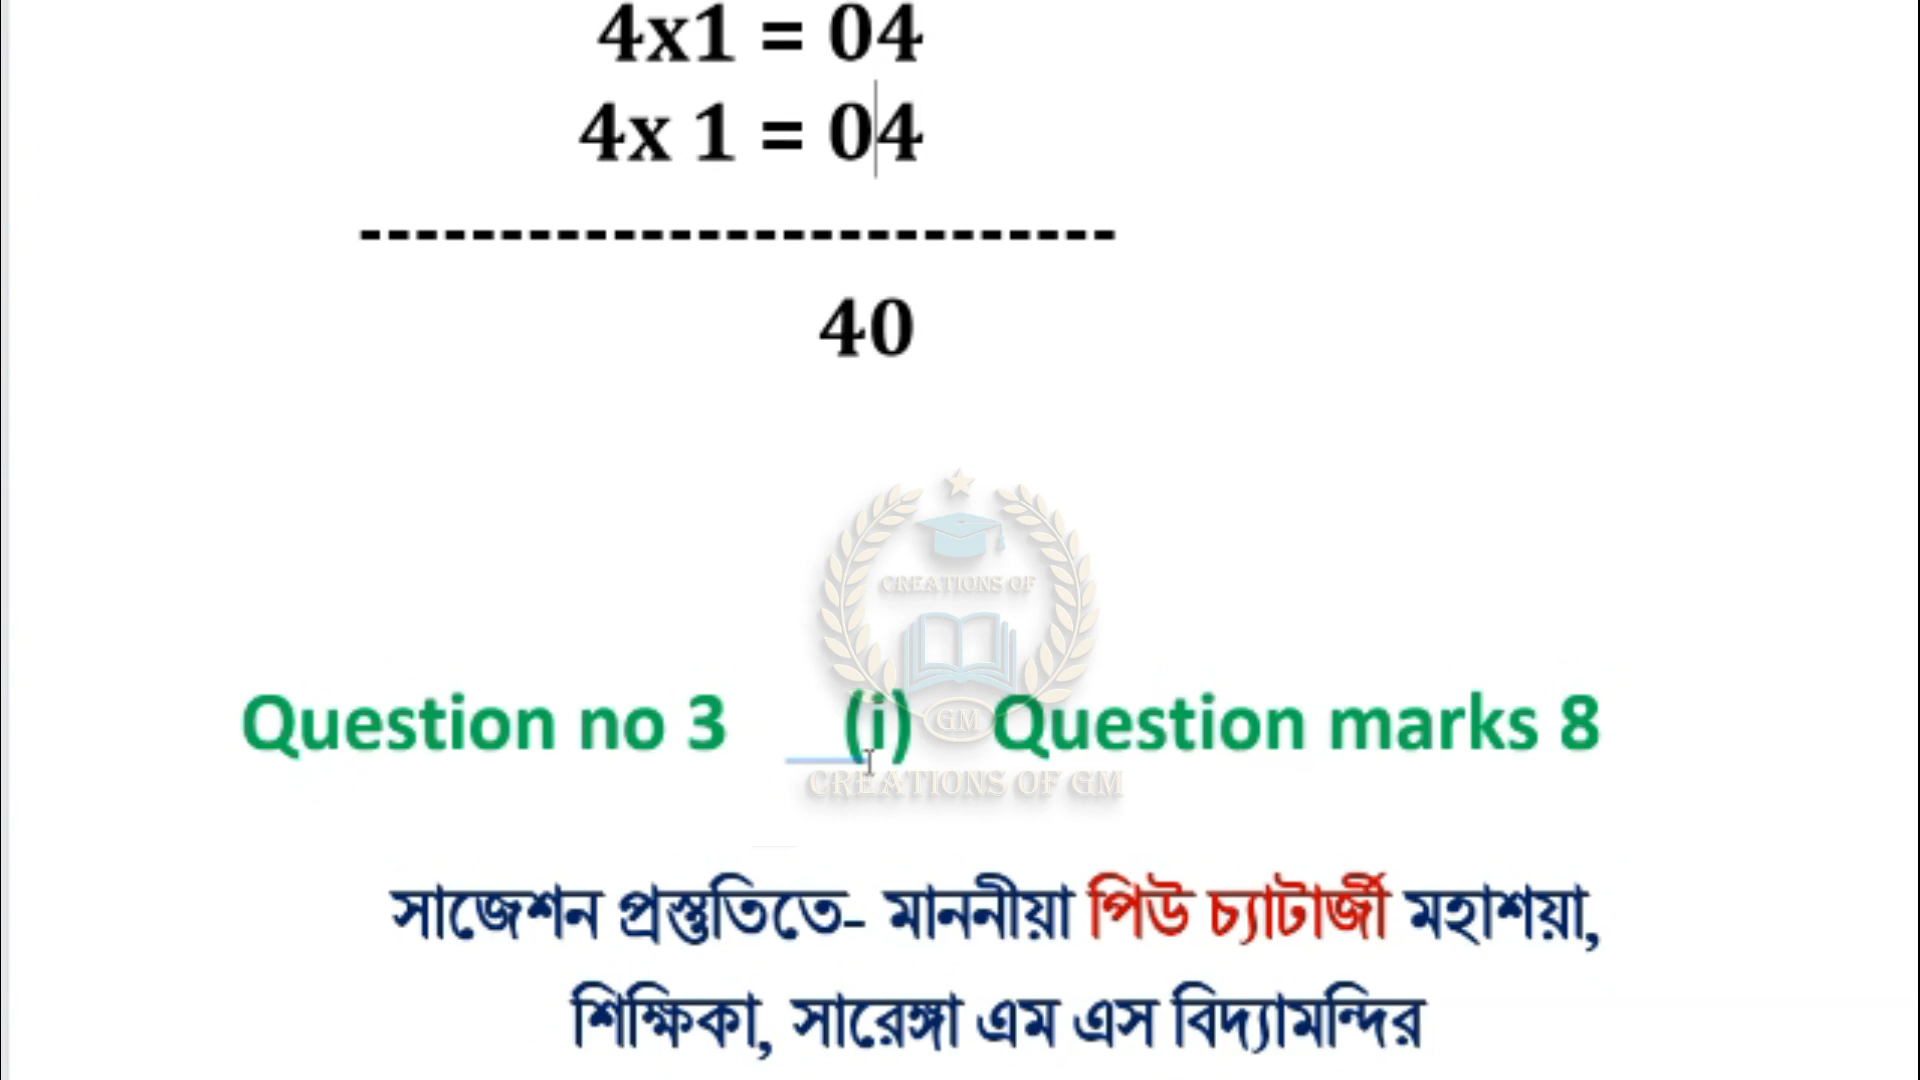 4x1 = 04
4x 1 = 04
---------------------------
40
CREATIONS OF
GM
Question no 3 (i) Question marks 8
CREATIONS OF GM
সাজেশন প্রস্তুতিতে- মাননীয়া পিউ চ্যাটার্জী মহাশয়া,
শিক্ষিকা, সারেঙ্গা এম এস বিদ্যামন্দির